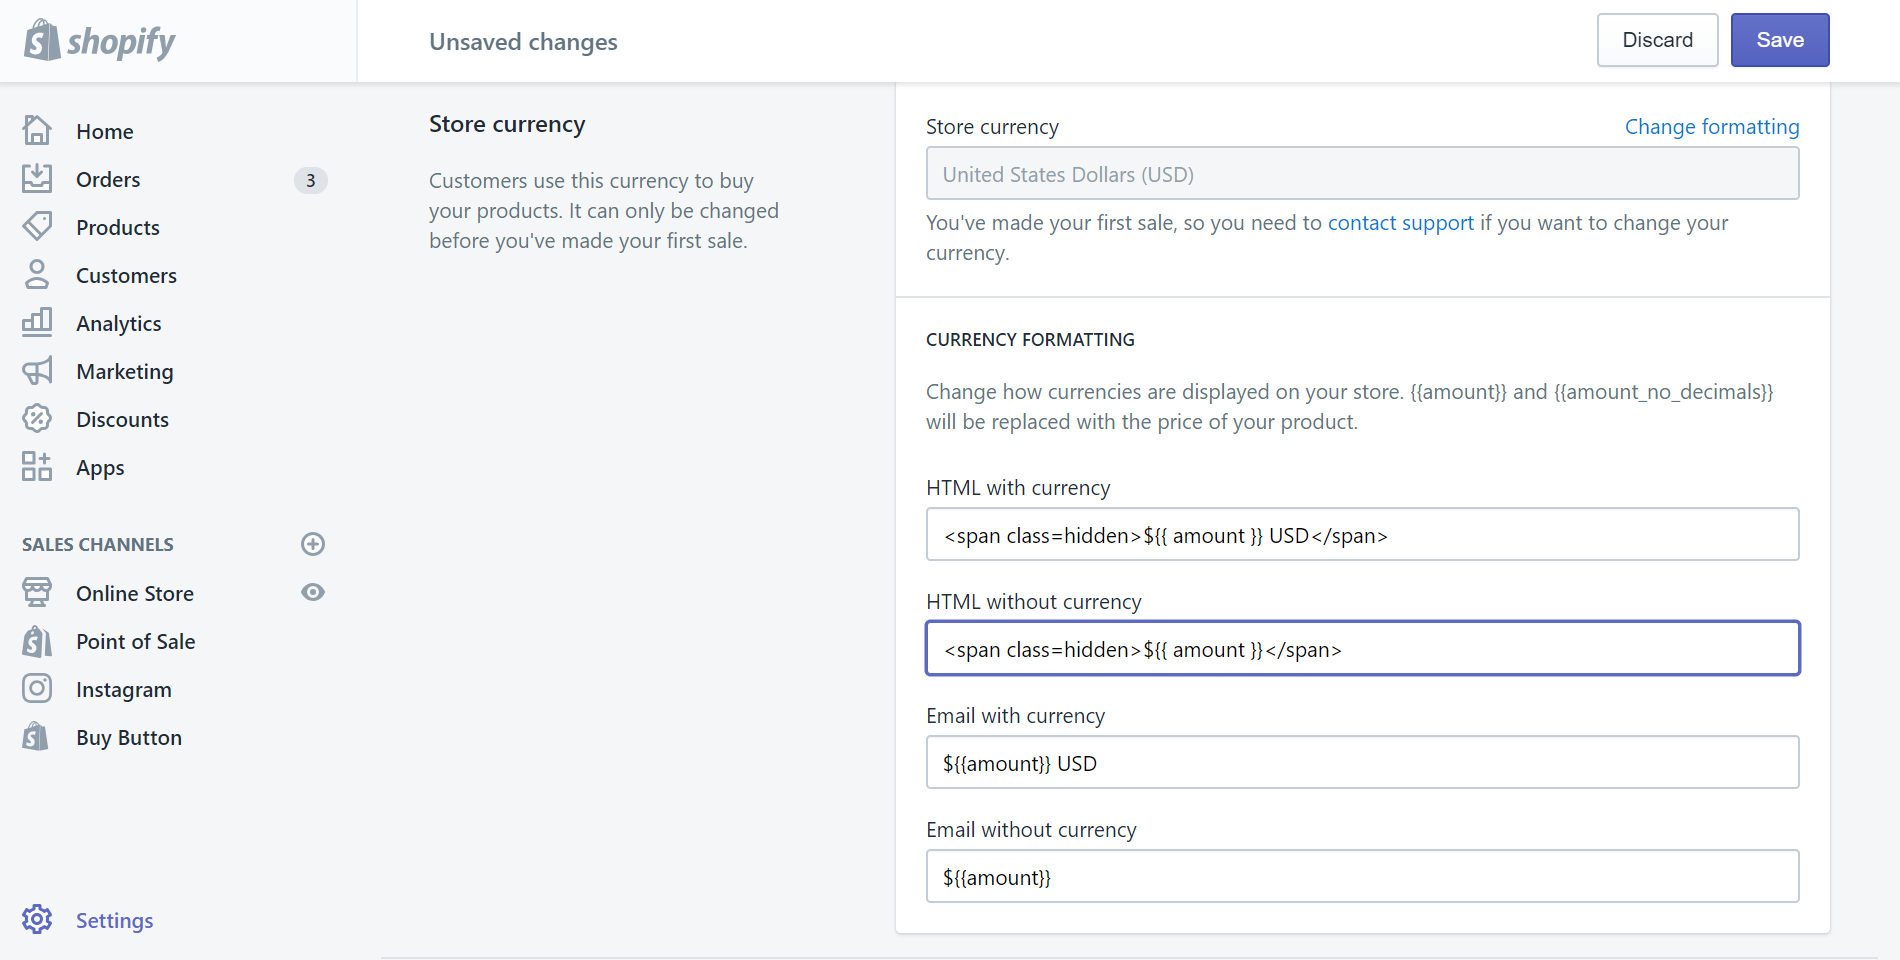 shopify
Unsaved changes
Discard
Save
Home
Orders
3
Products
Customers
Analytics
Marketing
Discounts
Apps
SALES CHANNELS
Online Store
Point of Sale
Instagram
Buy Button
Settings
Store currency
Customers use this currency to buy
your products. It can only be changed
before you've made your first sale.
Store currency
Change formatting
United States Dollars (USD)
You've made your first sale, so you need to contact support if you want to change your
currency.
CURRENCY FORMATTING
Change how currencies are displayed on your store. {{amount}} and {{amount_no_decimals}}
will be replaced with the price of your product.
HTML with currency
<span class=hidden>${{ amount }} USD</span>
HTML without currency
<span class=hidden>${{ amount }}</span>
Email with currency
${{amount}} USD
Email without currency
${{amount}}